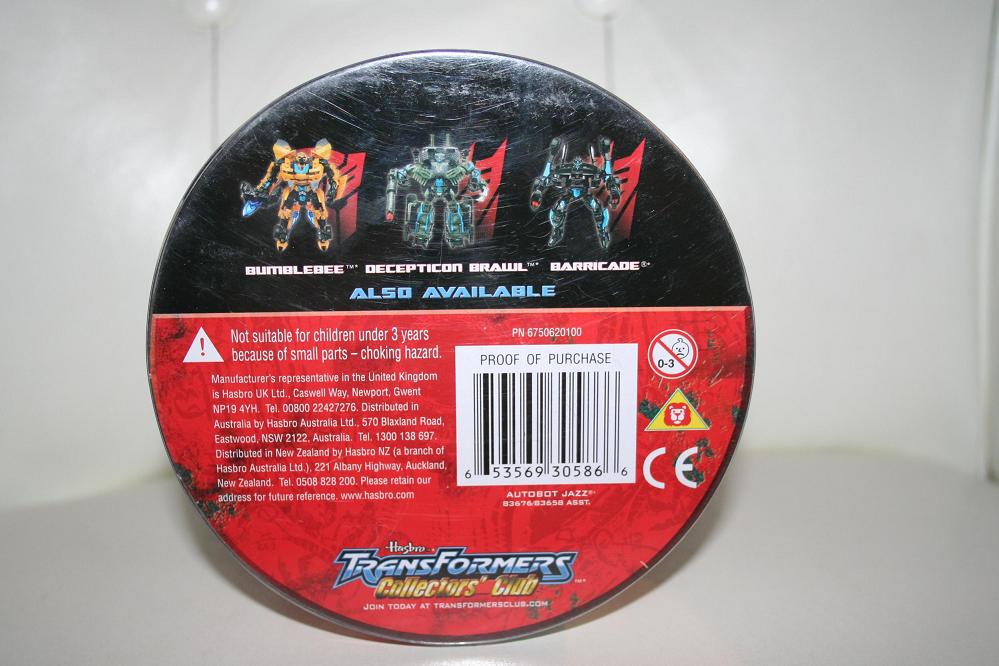 BUMBLEBEE™* DECEPTICON BRAWL™* BARRICADE®*
ALSO AVAILABLE
Not suitable for children under 3 years
because of small parts – choking hazard.
Manufacturer's representative in the United Kingdom
is Hasbro UK Ltd., Caswell Way, Newport, Gwent
NP19 4YH. Tel. 00800 22427276. Distributed in
Australia by Hasbro Australia Ltd., 570 Blaxland Road,
Eastwood, NSW 2122, Australia. Tel. 1300 138 697.
Distributed in New Zealand by Hasbro NZ (a branch of
Hasbro Australia Ltd.), 221 Albany Highway, Auckland,
New Zealand. Tel. 0508 828 200. Please retain our
address for future reference. www.hasbro.com
PN 6750620100
PROOF OF PURCHASE
6 53569 30586 6
AUTOBOT JAZZ®*
83676/83658 ASST.
0-3
CE
Hasbro
TRANSFORMERS™
Collectors' Club
JOIN TODAY AT TRANSFORMERSCLUB.COM